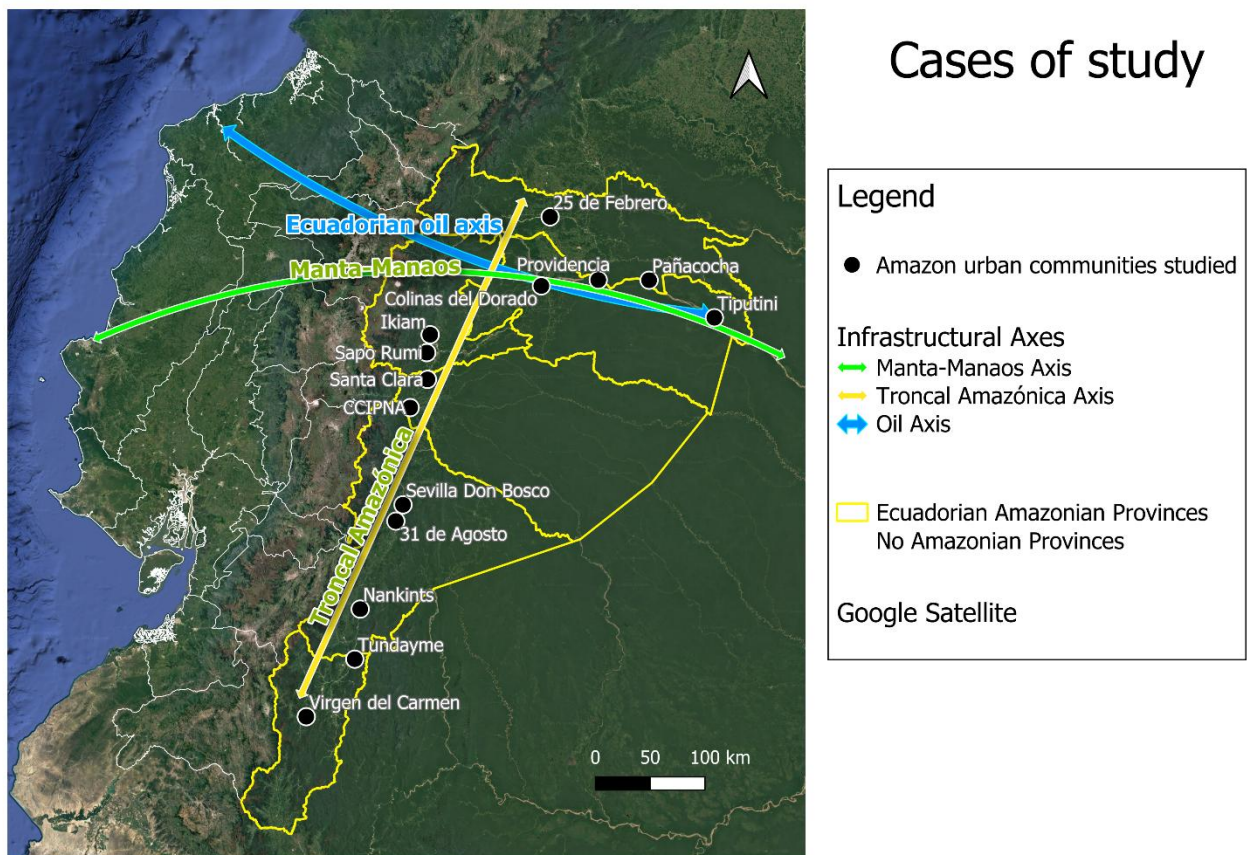 Cases of study
25 de Febrero
Ecuadorian oil axis
Manta-Manaos
Providencia
Pañacocha
Colinas del Dorado
Tiputini
Ikiam
Sapo Rumi
Santa Clara
CCIPNA
Troncal Amazónica
Sevilla Don Bosco
31 de Agosto
Nankints
Tundayme
Virgen del Carmen
0 50 100 km
Legend
Amazon urban communities studied
Infrastructural Axes
Manta-Manaos Axis
Troncal Amazónica Axis
Oil Axis
Ecuadorian Amazonian Provinces
No Amazonian Provinces
Google Satellite